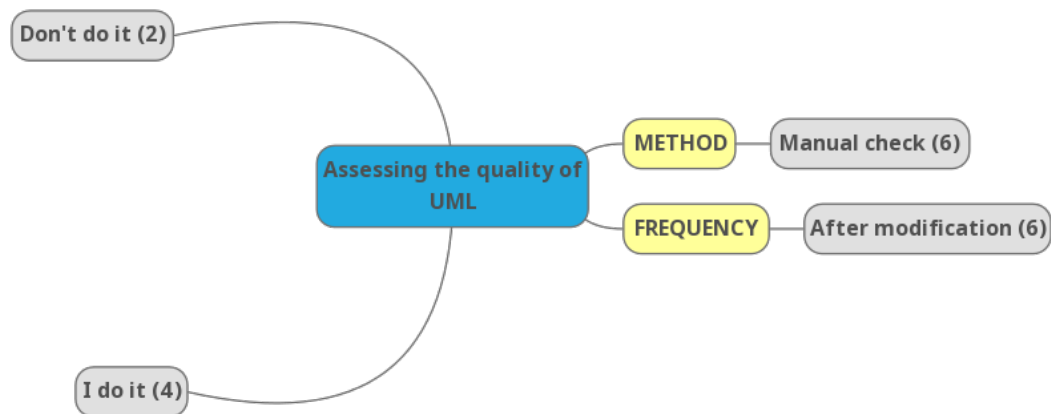 Don't do it (2)
METHOD
Manual check (6)
Assessing the quality of
UML
FREQUENCY
After modification (6)
I do it (4)